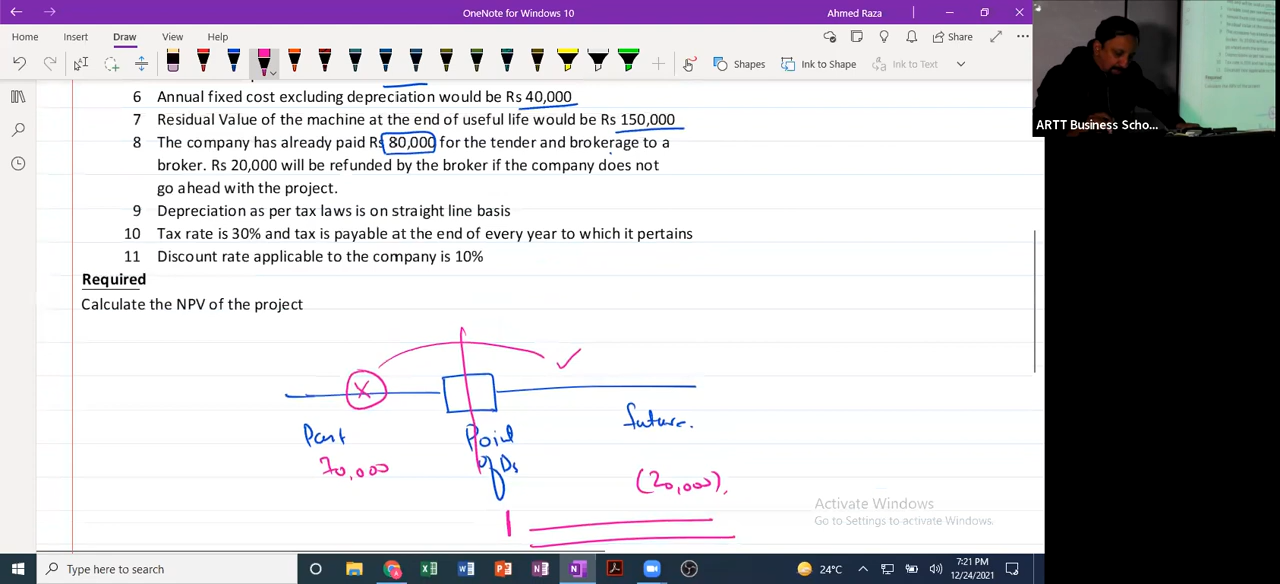 OneNote for Windows 10
Ahmed Raza
Home Insert Draw View Help
Share
Shapes Ink to Shape Ink to Text
ARTT Business Scho...
6 Annual fixed cost excluding depreciation would be Rs 40,000
7 Residual Value of the machine at the end of useful life would be Rs 150,000
8 The company has already paid Rs 80,000 for the tender and brokerage to a
broker. Rs 20,000 will be refunded by the broker if the company does not
go ahead with the project.
9 Depreciation as per tax laws is on straight line basis
10 Tax rate is 30% and tax is payable at the end of every year to which it pertains
11 Discount rate applicable to the company is 10%
Required
Calculate the NPV of the project
Past
Point
of Ds
future.
70,000
(20,000).
Activate Windows
Go to Settings to activate Windows.
Type here to search
24°C
7:21 PM
12/24/2021